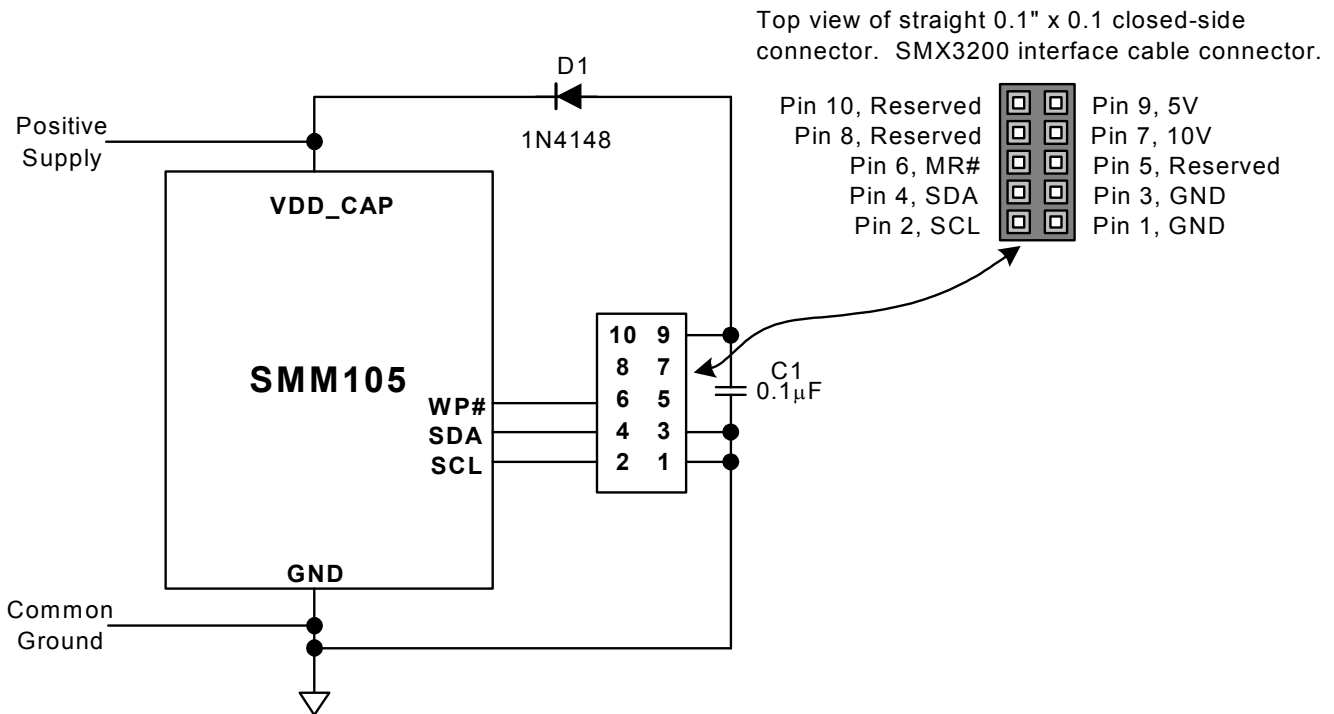 Top view of straight 0.1" x 0.1 closed-side
connector. SMX3200 interface cable connector.
D1
1N4148
Positive
Supply
Pin 10, Reserved
Pin 9, 5V
Pin 8, Reserved
Pin 7, 10V
Pin 6, MR#
Pin 5, Reserved
Pin 4, SDA
Pin 3, GND
Pin 2, SCL
Pin 1, GND
VDD_CAP
SMM105
WP#
SDA
SCL
10 9
8 7
6 5
4 3
2 1
C1
0.1µF
GND
Common
Ground